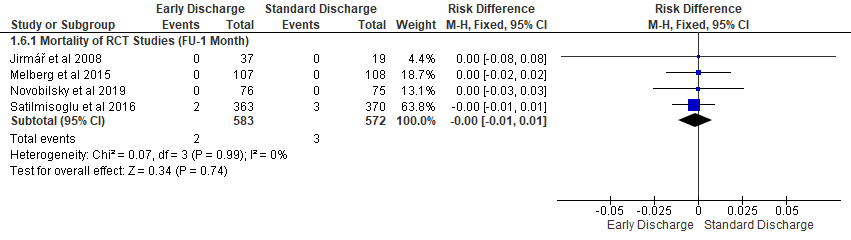 Early Discharge Standard Discharge Risk Difference Risk Difference
Study or Subgroup Events Total Events Total Weight M-H, Fixed, 95% CI M-H, Fixed, 95% CI
1.6.1 Mortality of RCT Studies (FU-1 Month)
Jirmář et al 2008 0 37 0 19 4.4% 0.00 [-0.08, 0.08]
Melberg et al 2015 0 107 0 108 18.7% 0.00 [-0.02, 0.02]
Novobilsky et al 2019 0 76 0 75 13.1% 0.00 [-0.03, 0.03]
Satilmisoglu et al 2016 2 363 3 370 63.8% -0.00 [-0.01, 0.01]
Subtotal (95% CI) 583 572 100.0% -0.00 [-0.01, 0.01]
Total events 2 3
Heterogeneity: Chi² = 0.07, df = 3 (P = 0.99); I² = 0%
Test for overall effect: Z = 0.34 (P = 0.74)
-0.05 -0.025 0 0.025 0.05
Early Discharge Standard Discharge